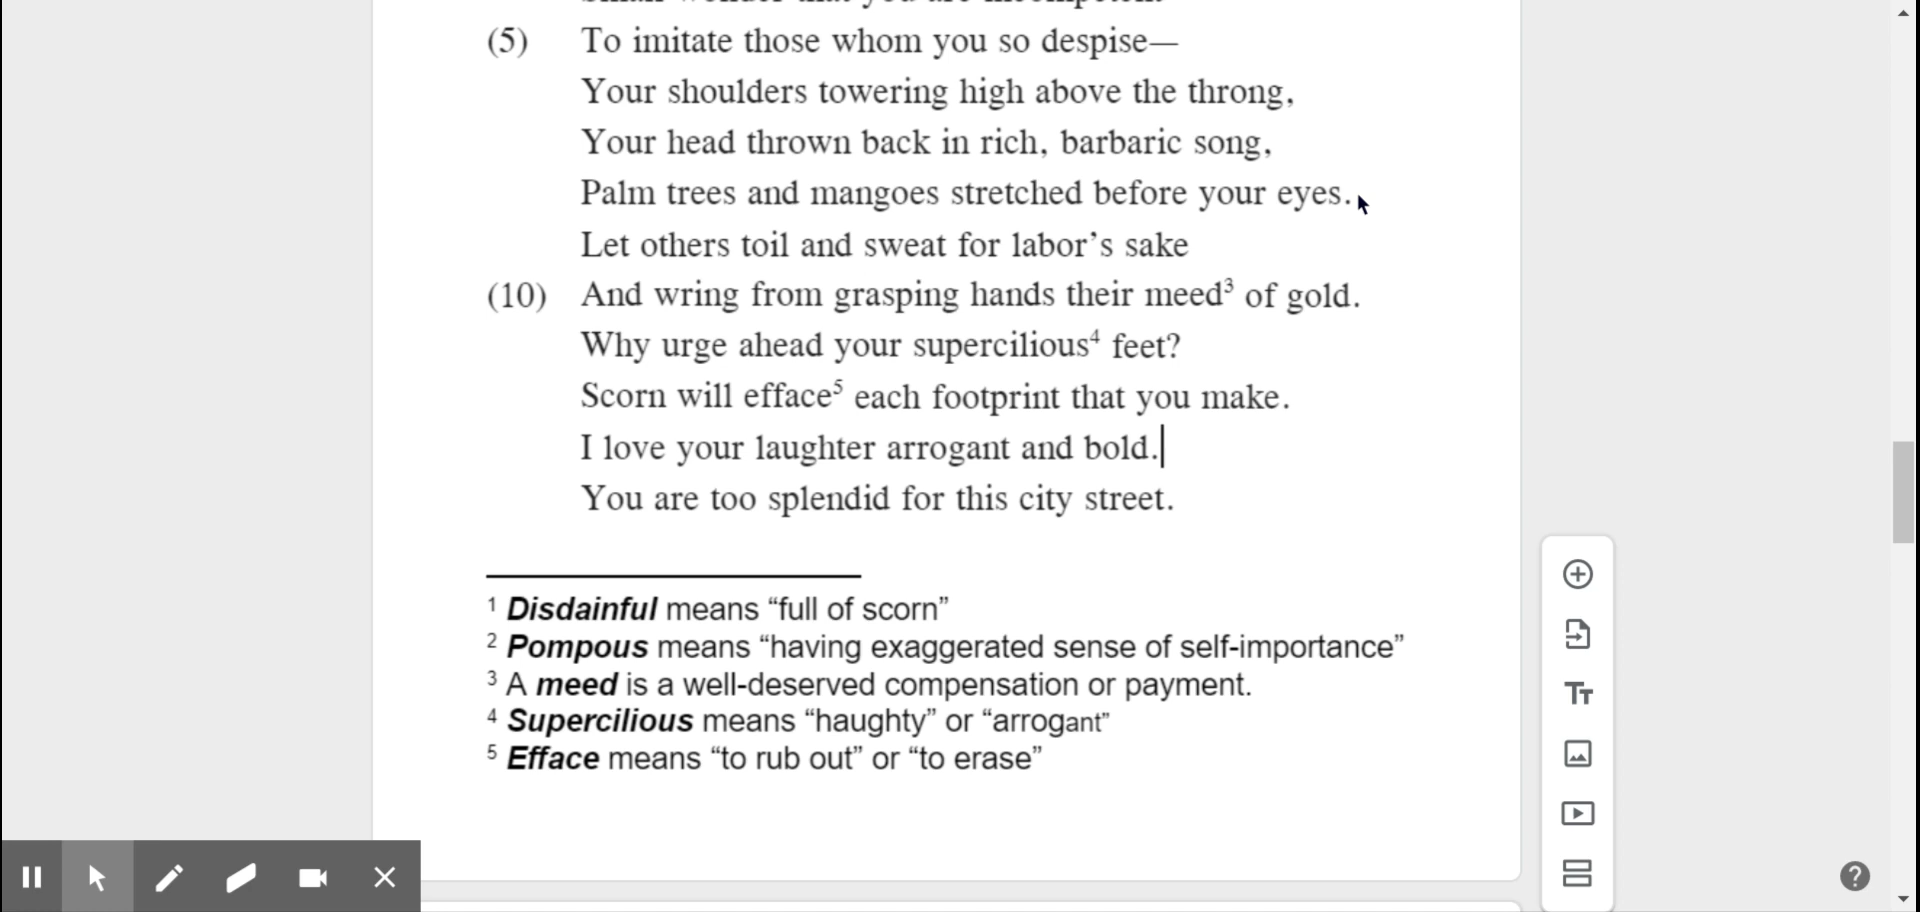 Small wonder that you are incompetent
(5) To imitate those whom you so despise—
Your shoulders towering high above the throng,
Your head thrown back in rich, barbaric song,
Palm trees and mangoes stretched before your eyes.
Let others toil and sweat for labor’s sake
(10) And wring from grasping hands their meed³ of gold.
Why urge ahead your supercilious⁴ feet?
Scorn will efface⁵ each footprint that you make.
I love your laughter arrogant and bold.
You are too splendid for this city street.
¹ Disdainful means “full of scorn”
² Pompous means “having exaggerated sense of self-importance”
³ A meed is a well-deserved compensation or payment.
⁴ Supercilious means “haughty” or “arrogant”
⁵ Efface means “to rub out” or “to erase”